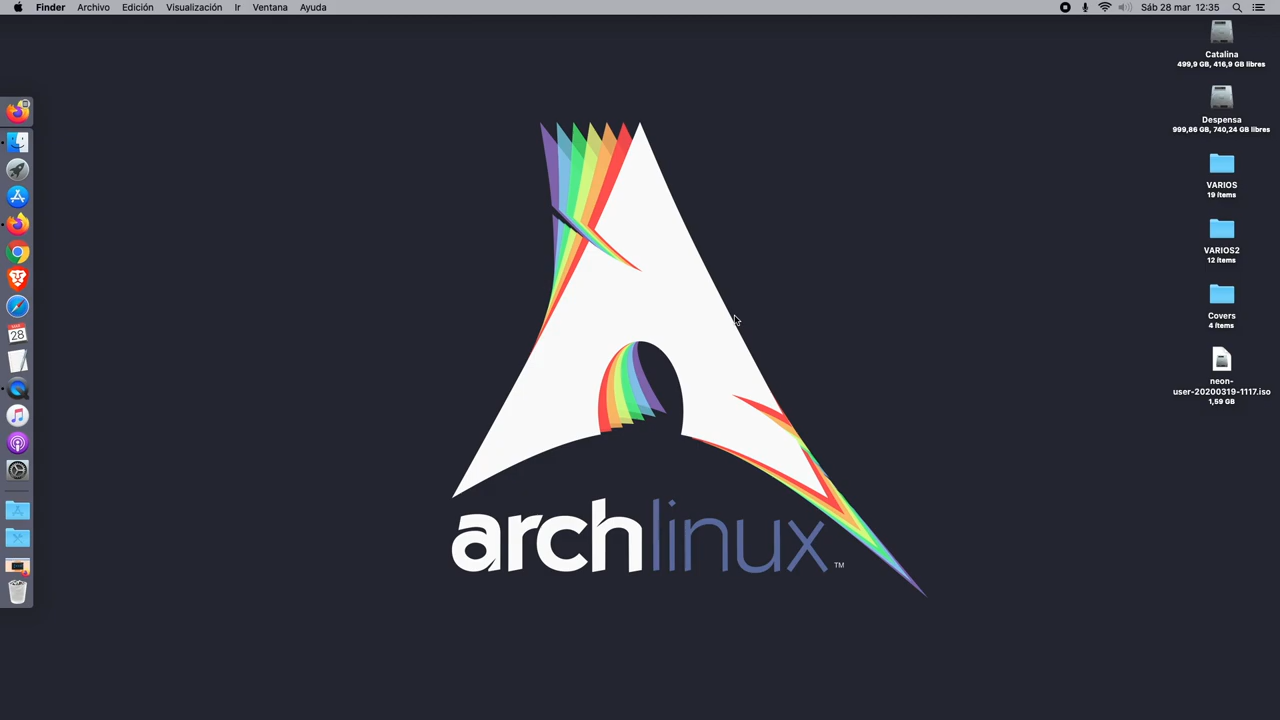 Finder Archivo Edición Visualización Ir Ventana Ayuda Sáb 28 mar 12:35
Catalina
499,9 GB, 416,9 GB libres
Despensa
999,86 GB, 740,24 GB libres
VARIOS
19 ítems
VARIOS2
12 ítems
Covers
4 ítems
neon-
user-20200319-1117.iso
1,59 GB
28
archlinux ™